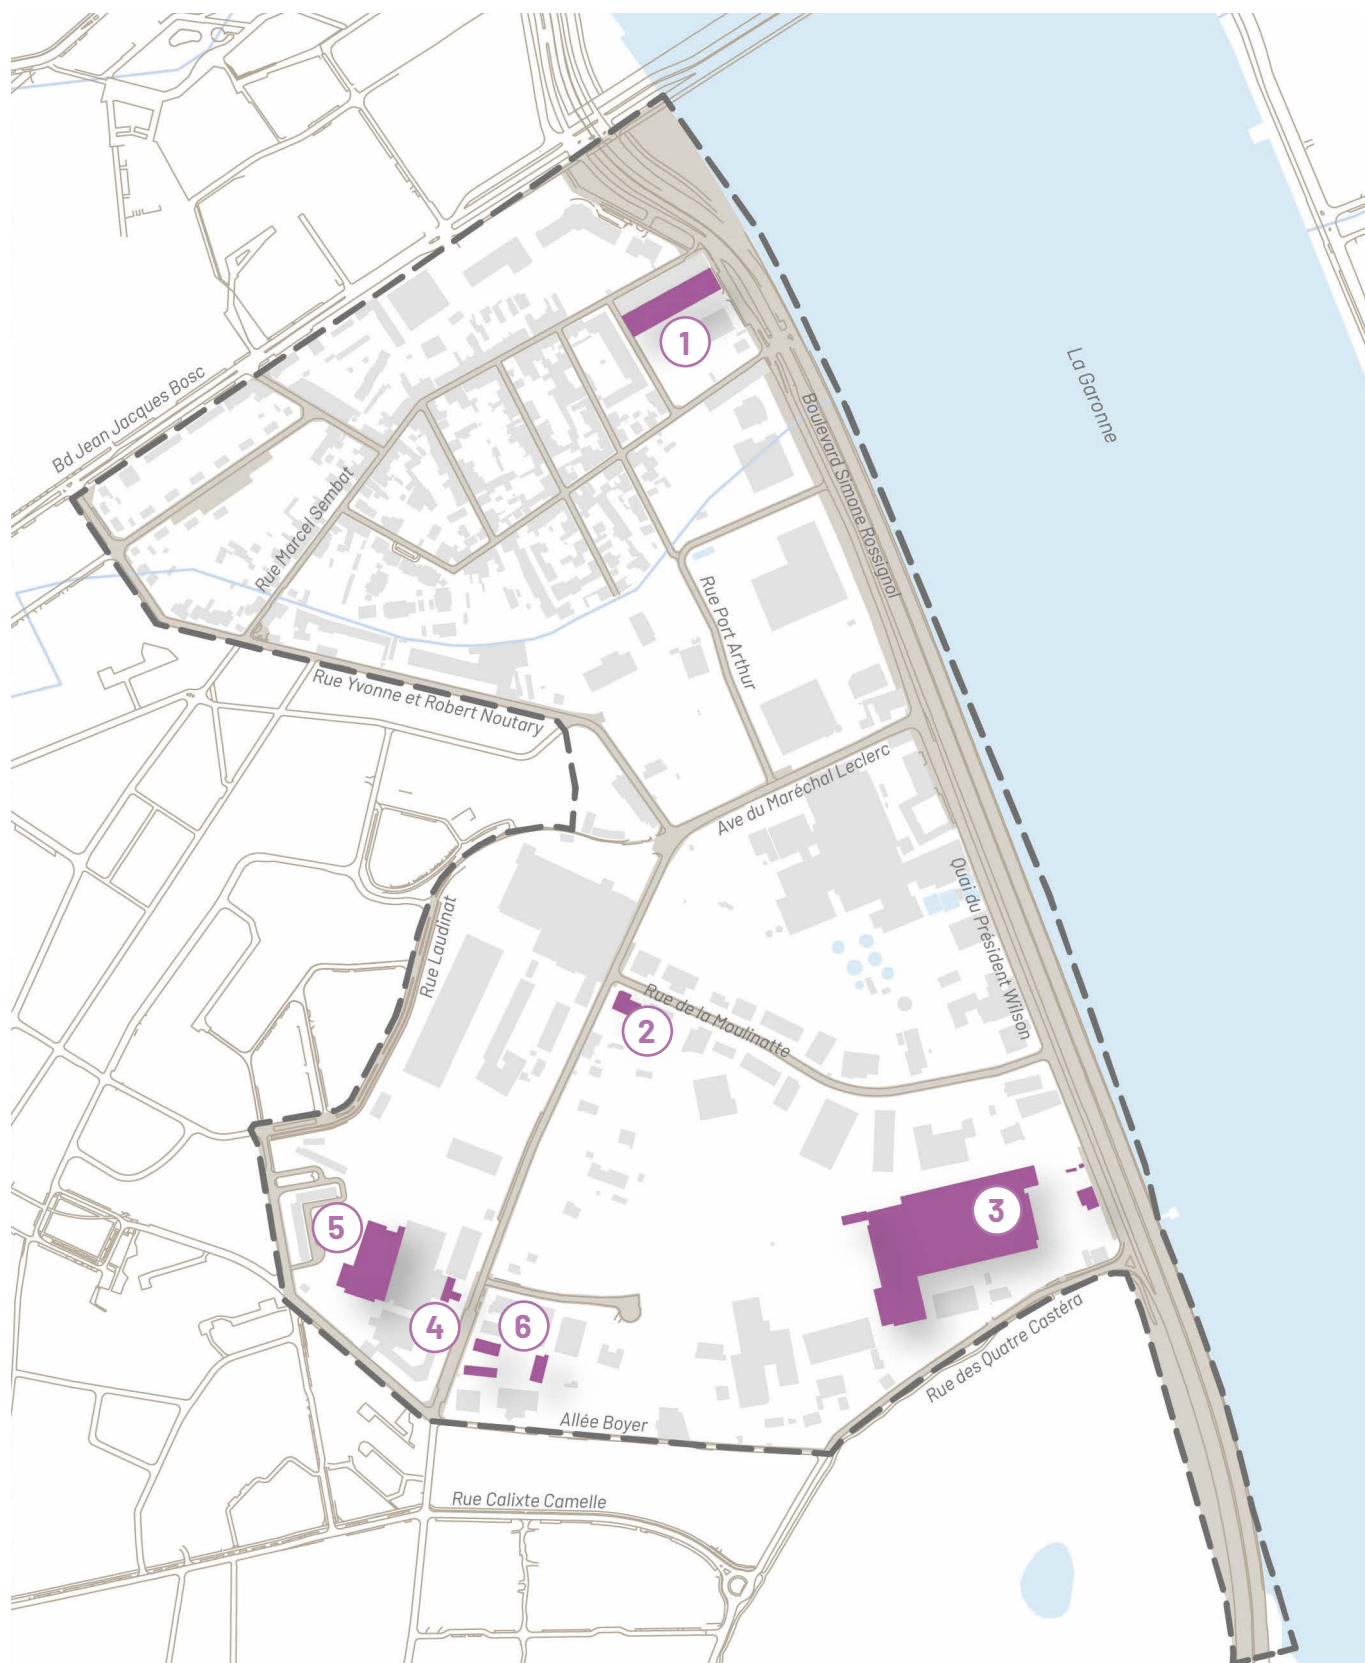 La Garonne
1
Bd Jean Jacques Bosc
Boulevard Simone Rossignol
Rue Marcel Sembat
Rue Port Arthur
Rue Yvonne et Robert Noutary
Ave du Maréchal Leclerc
Quai du Président Wilson
Rue Laudinat
Rue de la Moulinatte
2
3
5
4
6
Rue des Quatre Castéra
Allée Boyer
Rue Calixte Camelle